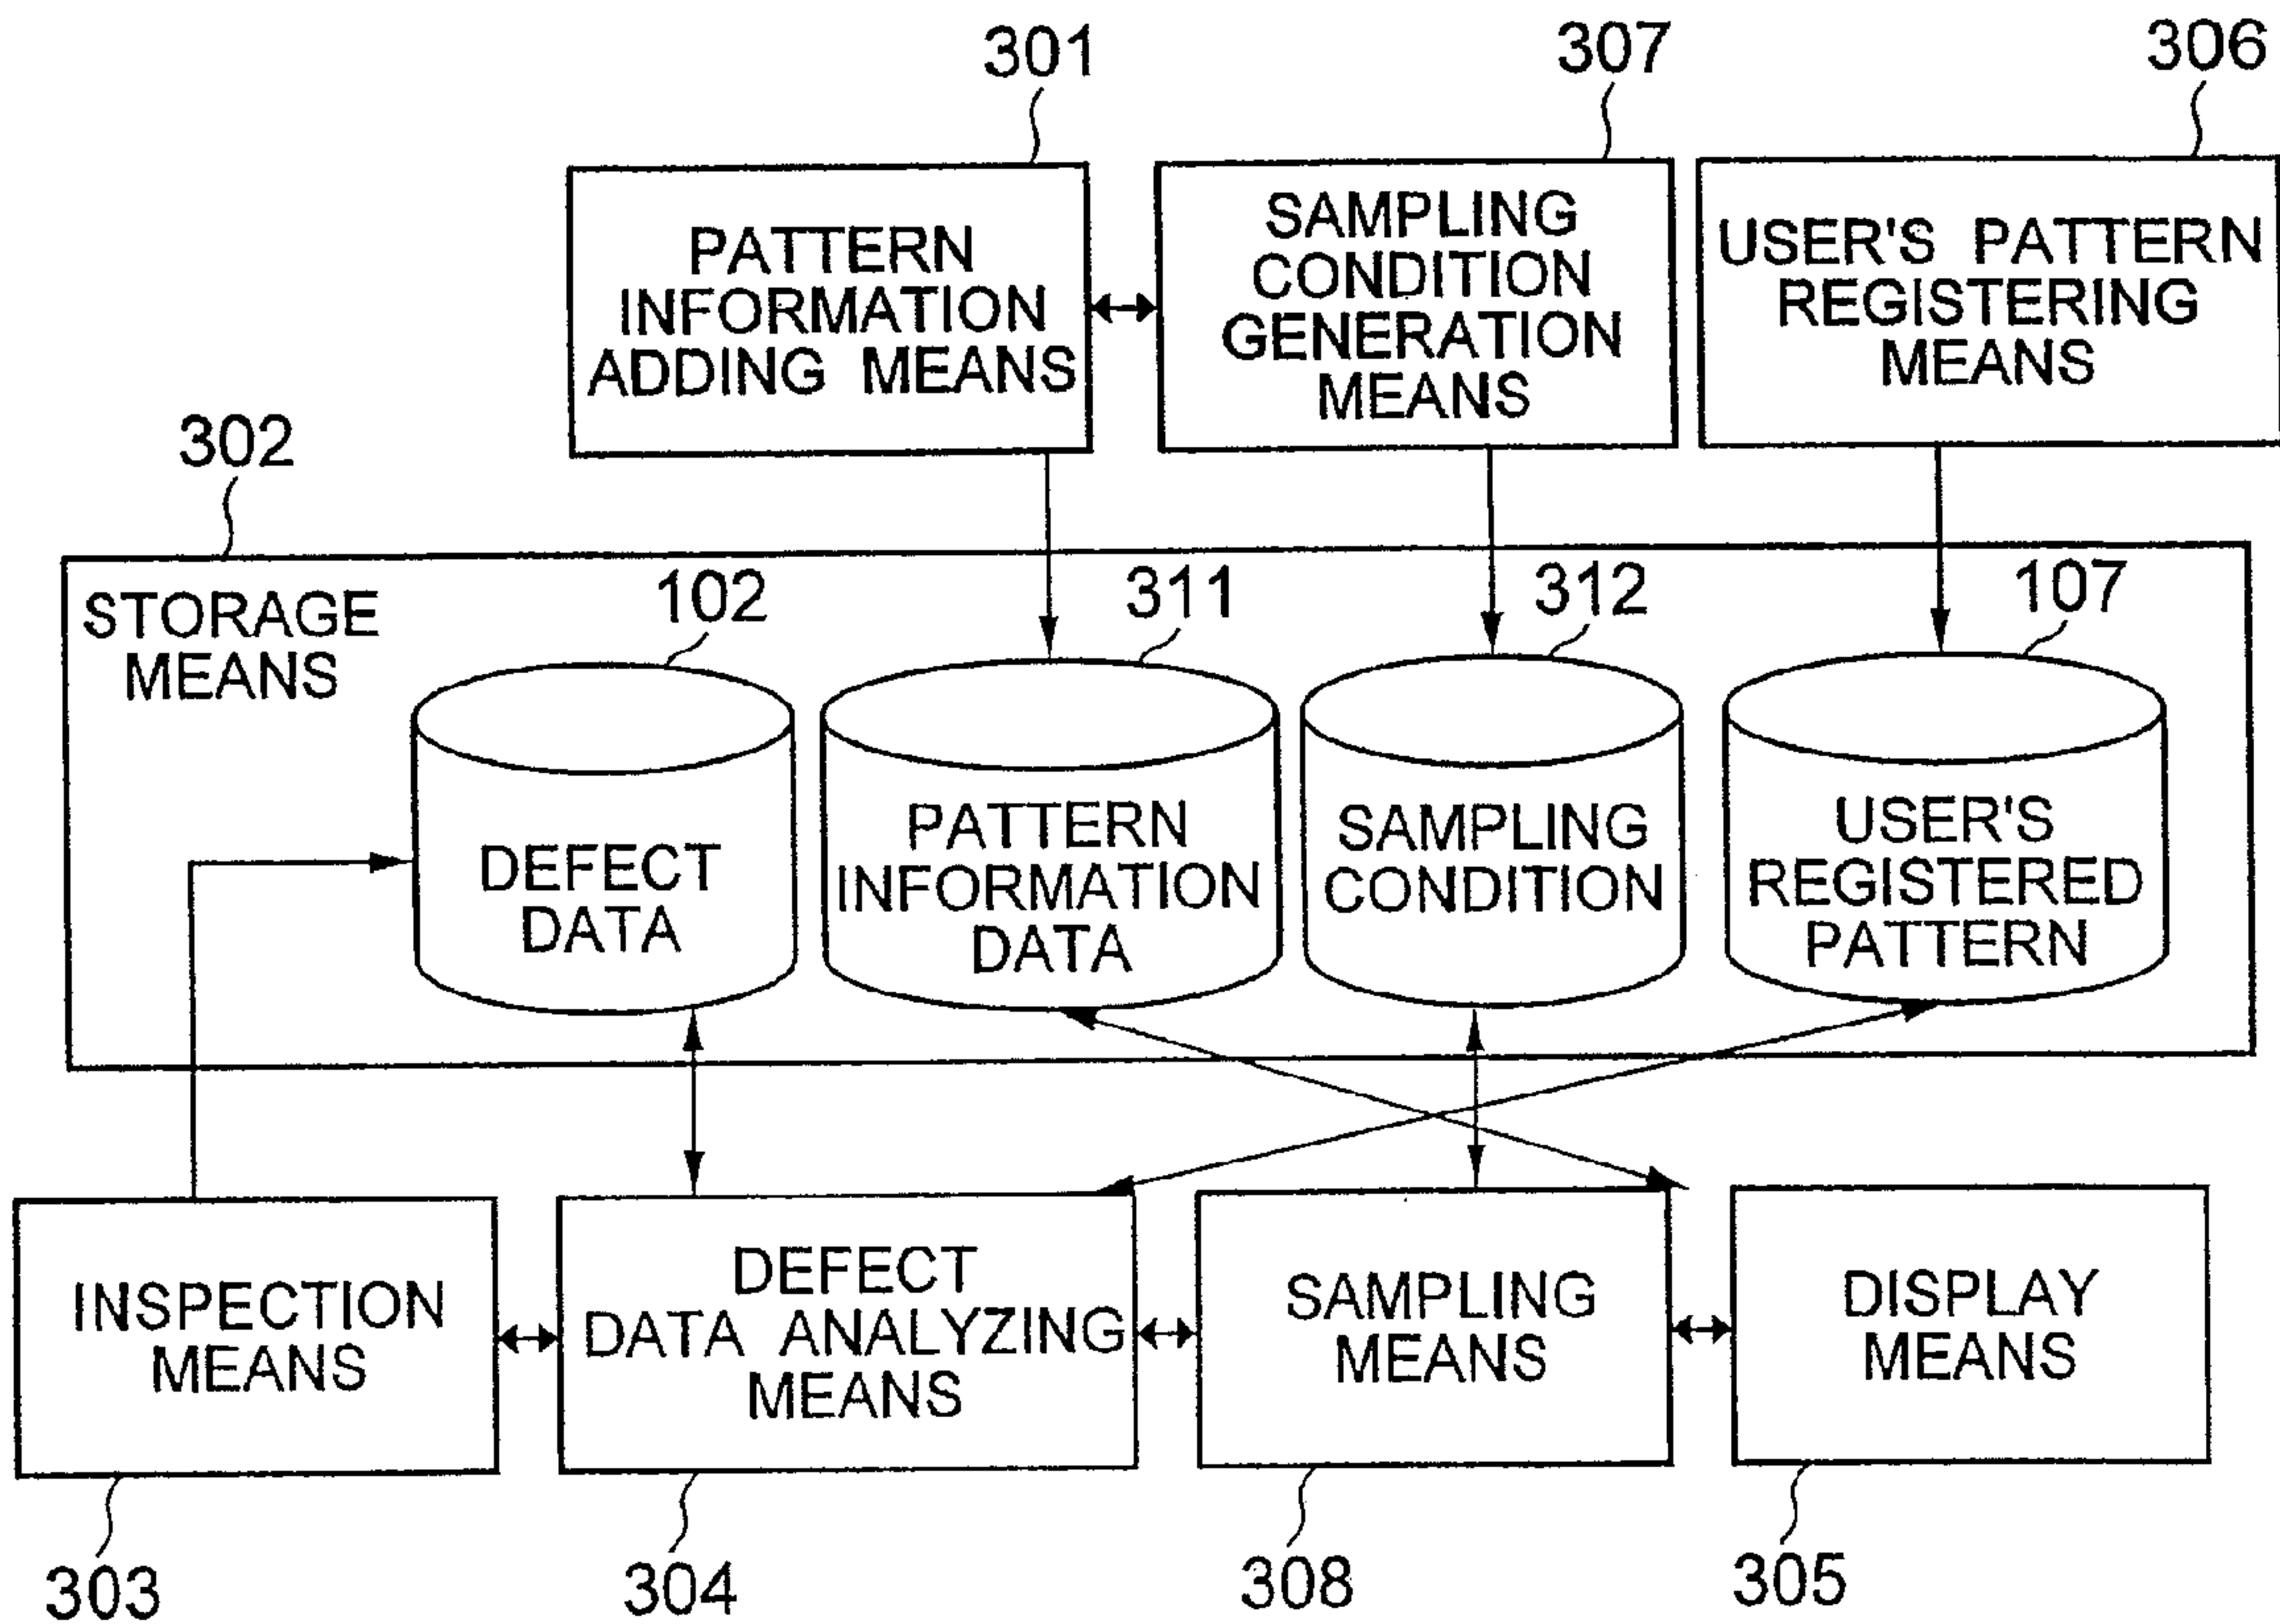 301
307
306
PATTERN
INFORMATION
ADDING MEANS
SAMPLING
CONDITION
GENERATION
MEANS
USER'S PATTERN
REGISTERING
MEANS
302
STORAGE
MEANS
102
311
312
107
DEFECT
DATA
PATTERN
INFORMATION
DATA
SAMPLING
CONDITION
USER'S
REGISTERED
PATTERN
INSPECTION
MEANS
DEFECT
DATA ANALYZING
MEANS
SAMPLING
MEANS
DISPLAY
MEANS
303
304
308
305